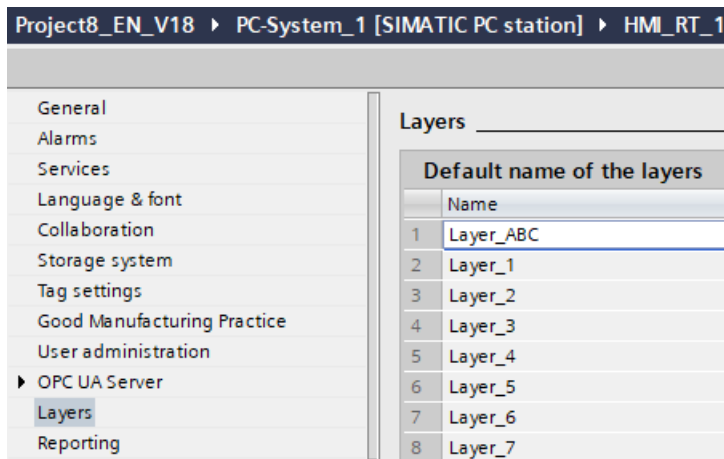 Project8_EN_V18 ▸ PC-System_1 [SIMATIC PC station] ▸ HMI_RT_1
General
Alarms
Services
Language & font
Collaboration
Storage system
Tag settings
Good Manufacturing Practice
User administration
OPC UA Server
Layers
Reporting
Layers
Default name of the layers
Name
1 Layer_ABC
2 Layer_1
3 Layer_2
4 Layer_3
5 Layer_4
6 Layer_5
7 Layer_6
8 Layer_7